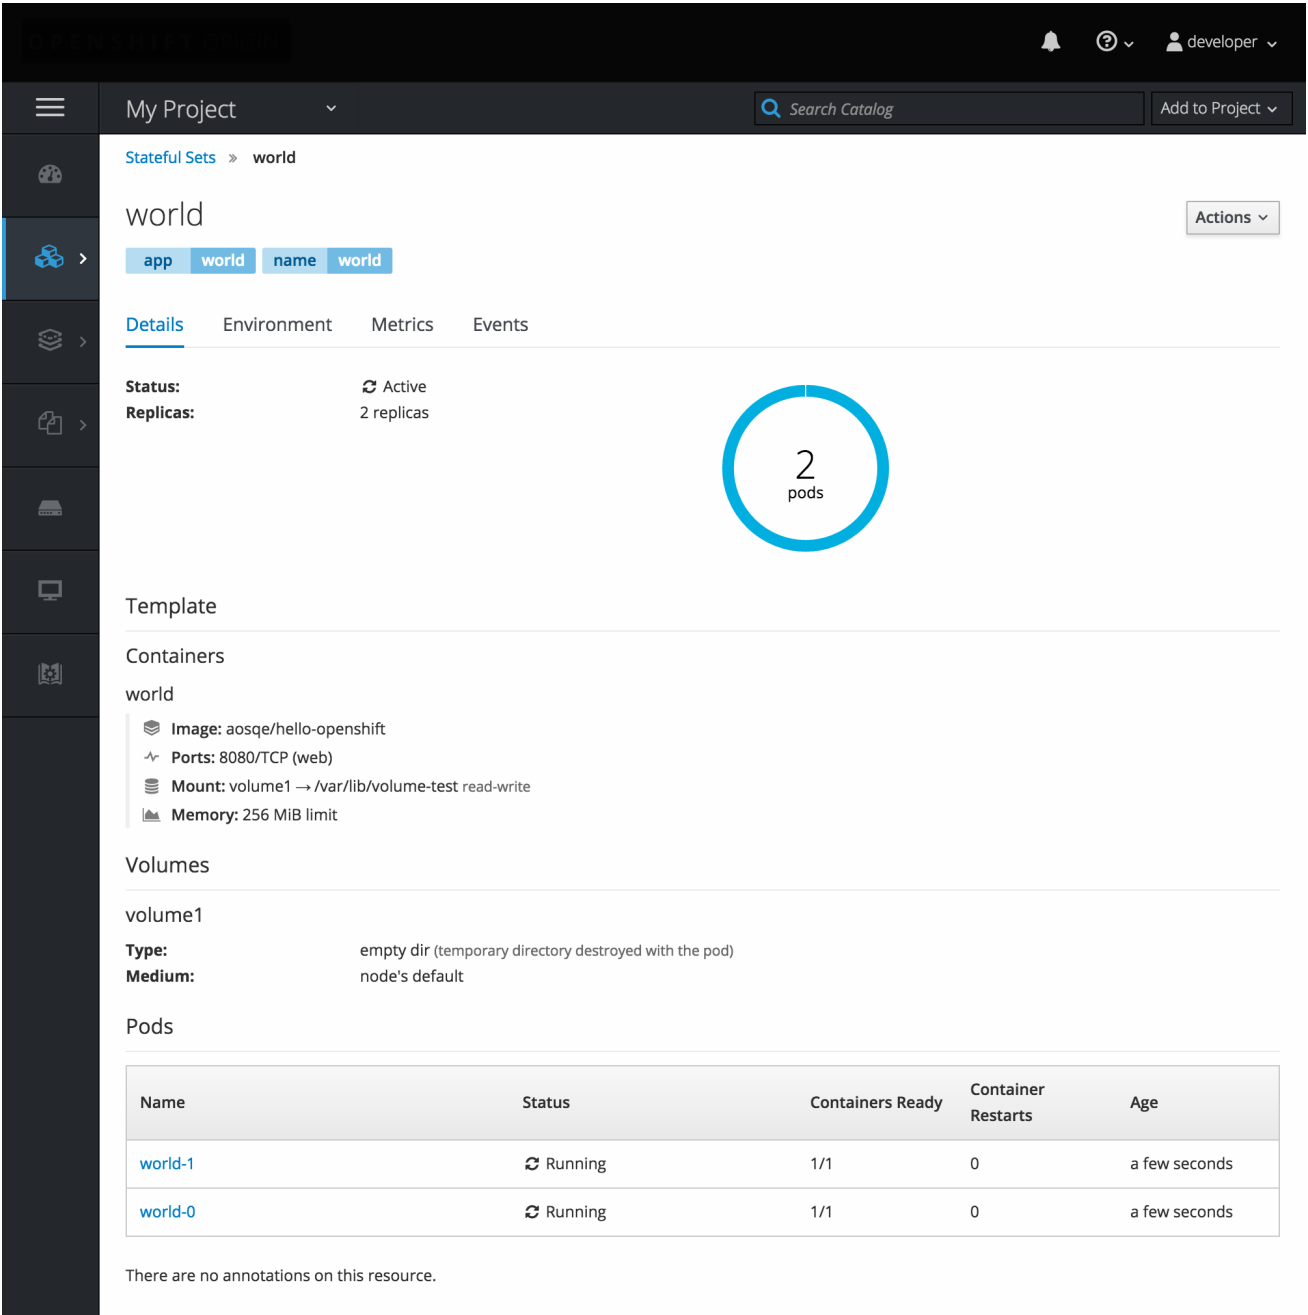 OPENSHIFT ORIGIN
developer
My Project
Search Catalog
Add to Project
Stateful Sets » world
world
Actions
app world name world
Details Environment Metrics Events
Status: Active
Replicas: 2 replicas
2
pods
Template
Containers
world
Image: aosqe/hello-openshift
Ports: 8080/TCP (web)
Mount: volume1 → /var/lib/volume-test read-write
Memory: 256 MiB limit
Volumes
volume1
Type: empty dir (temporary directory destroyed with the pod)
Medium: node's default
Pods
Name Status Containers Ready Container Restarts Age
world-1 Running 1/1 0 a few seconds
world-0 Running 1/1 0 a few seconds
There are no annotations on this resource.